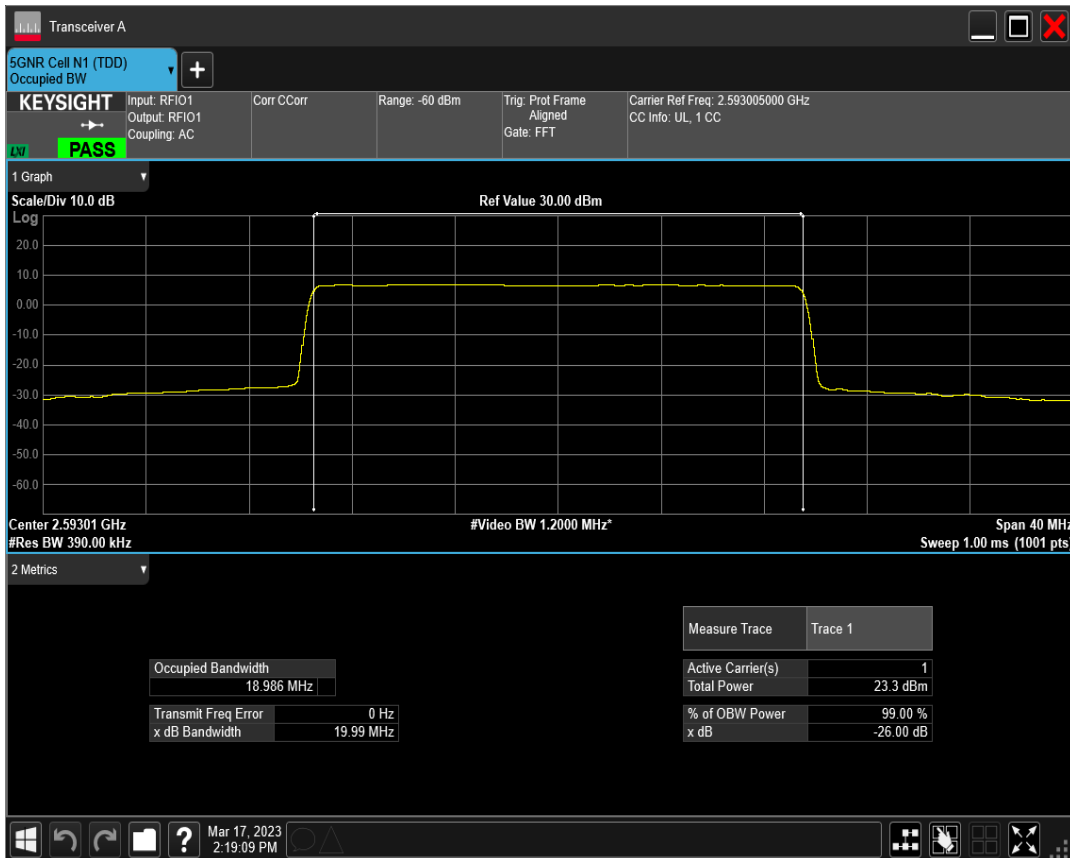 Transceiver A
5GNR Cell N1 (TDD)
Occupied BW
+
KEYSIGHT
LXI
PASS
Input: RFIO1
Output: RFIO1
Coupling: AC
Corr CCorr
Range: -60 dBm
Trig: Prot Frame
Aligned
Gate: FFT
Carrier Ref Freq: 2.593005000 GHz
CC Info: UL, 1 CC
1 Graph
Scale/Div 10.0 dB
Ref Value 30.00 dBm
Log
20.0
10.0
0.00
-10.0
-20.0
-30.0
-40.0
-50.0
-60.0
Center 2.59301 GHz
#Video BW 1.2000 MHz*
Span 40 MHz
#Res BW 390.00 kHz
Sweep 1.00 ms (1001 pts)
2 Metrics
Measure Trace Trace 1
Occupied Bandwidth
18.986 MHz
Active Carrier(s) 1
Total Power 23.3 dBm
Transmit Freq Error 0 Hz
x dB Bandwidth 19.99 MHz
% of OBW Power 99.00 %
x dB -26.00 dB
?
Mar 17, 2023
2:19:09 PM